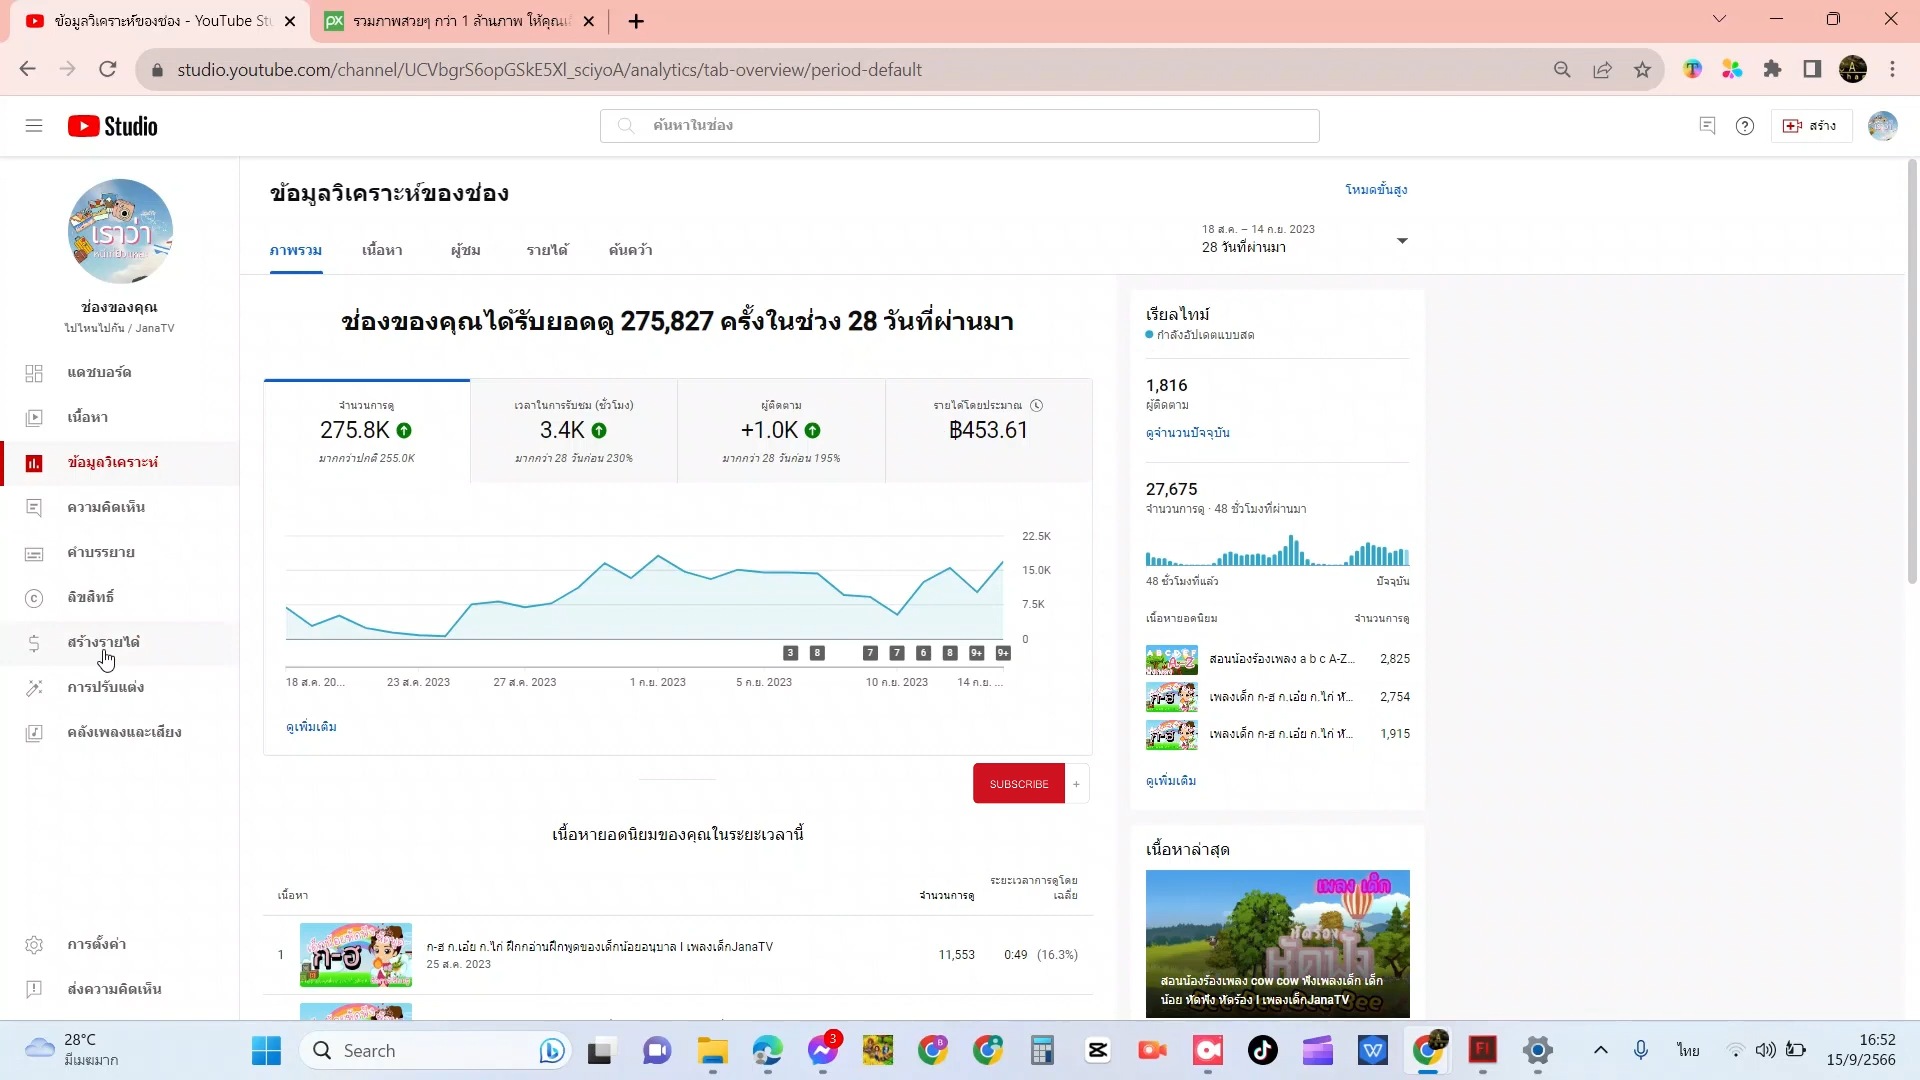 ข้อมูลวิเคราะห์ของช่อง - YouTube Stu
รวมภาพสวยๆ กว่า 1 ล้านภาพ ให้คุณเ
studio.youtube.com/channel/UCVbgrS6opGSkE5Xl_sciyoA/analytics/tab-overview/period-default
Studio
ค้นหาในช่อง
สร้าง
เราว่า
ช่องของคุณ
ไปไหนไปกัน / JanaTV
แดชบอร์ด
เนื้อหา
ข้อมูลวิเคราะห์
ความคิดเห็น
คำบรรยาย
ลิขสิทธิ์
สร้างรายได้
การปรับแต่ง
คลังเพลงและเสียง
การตั้งค่า
ส่งความคิดเห็น
ข้อมูลวิเคราะห์ของช่อง
โหมดขั้นสูง
ภาพรวม
เนื้อหา
ผู้ชม
รายได้
ค้นคว้า
18 ส.ค. – 14 ก.ย. 2023
28 วันที่ผ่านมา
ช่องของคุณได้รับยอดดู 275,827 ครั้งในช่วง 28 วันที่ผ่านมา
จำนวนการดู
275.8K
มากกว่าปกติ 255.0K
เวลาในการรับชม (ชั่วโมง)
3.4K
มากกว่า 28 วันก่อน 230%
ผู้ติดตาม
+1.0K
มากกว่า 28 วันก่อน 195%
รายได้โดยประมาณ
฿453.61
22.5K
15.0K
7.5K
0
3 8 7 7 6 8 9+ 9+
18 ส.ค. 20... 23 ส.ค. 2023 27 ส.ค. 2023 1 ก.ย. 2023 5 ก.ย. 2023 10 ก.ย. 2023 14 ก.ย. ...
ดูเพิ่มเติม
SUBSCRIBE +
เนื้อหายอดนิยมของคุณในระยะเวลานี้
เนื้อหา
จำนวนการดู
ระยะเวลาการดูโดย
เฉลี่ย
1
ก-ฮ
ก-ฮ ก.เอ๋ย ก.ไก่ ฝึกกอ่านฝึกพูดของเด็กน้อยอนุบาล I เพลงเด็กJanaTV
25 ส.ค. 2023
11,553
0:49 (16.3%)
เรียลไทม์
กำลังอัปเดตแบบสด
1,816
ผู้ติดตาม
ดูจำนวนปัจจุบัน
27,675
จำนวนการดู · 48 ชั่วโมงที่ผ่านมา
48 ชั่วโมงที่แล้ว
ปัจจุบัน
เนื้อหายอดนิยม
จำนวนการดู
สอนน้องร้องเพลง a b c A-Z... 2,825
เพลงเด็ก ก-ฮ ก.เอ๋ย ก.ไก่ หั... 2,754
เพลงเด็ก ก-ฮ ก.เอ๋ย ก.ไก่ หั... 1,915
ดูเพิ่มเติม
เนื้อหาล่าสุด
เพลง เด็ก
หัดร้อง
หัดฟัง
สอนน้องร้องเพลง cow cow ฟังเพลงเด็ก เด็ก
น้อย หัดฟัง หัดร้อง I เพลงเด็กJanaTV
28°C
มีเมฆมาก
Search
3
ไทย
16:52
15/9/2566